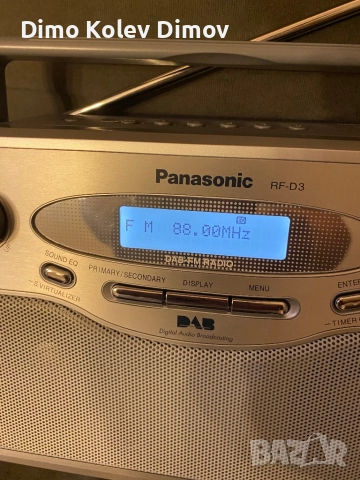 Dimo Kolev Dimov
Panasonic RF-D3
FM 88.00MHz
DAB-FM RADIO
SOUND EQ
PRIMARY/SECONDARY DISPLAY MENU
ENTER
–S.VIRTUALIZER
–TIMER
DAB
Digital Audio Broadcasting
BAZAR